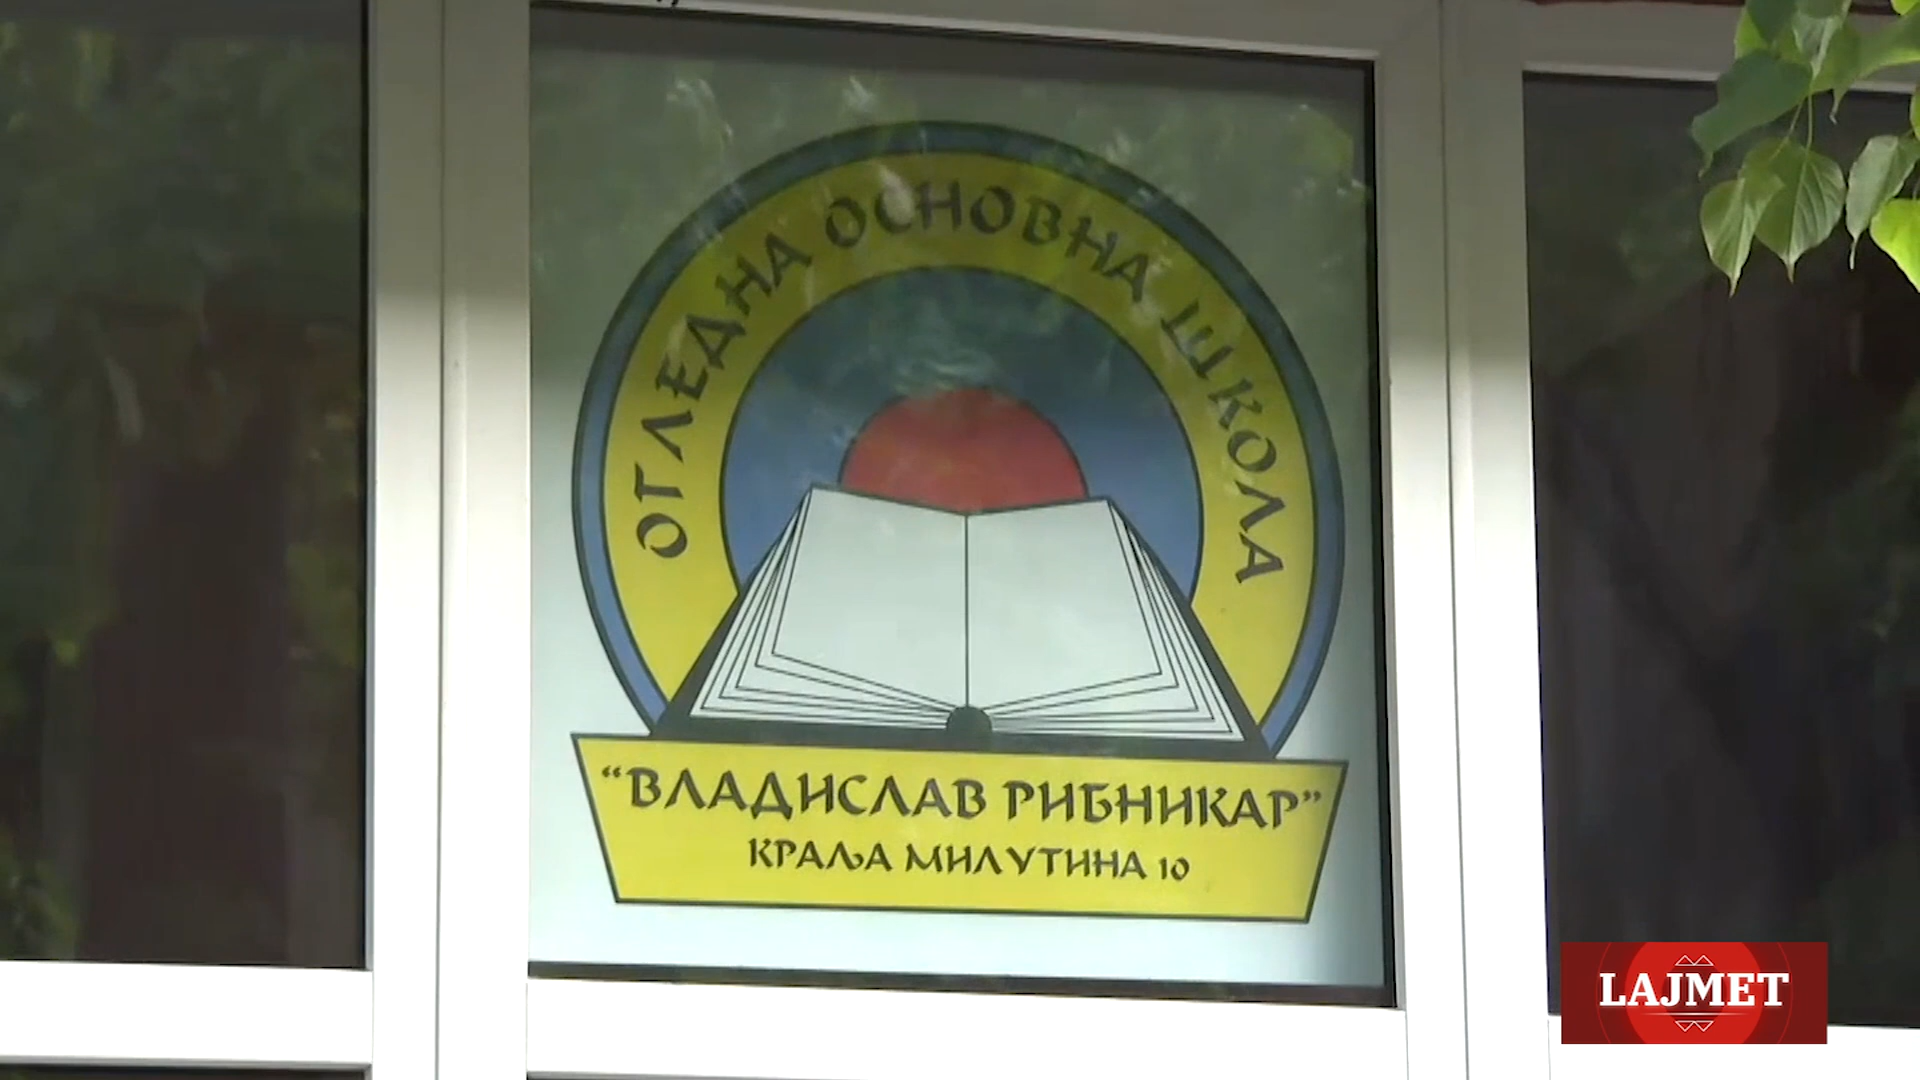 ОГЛЕДНА ОСНОВНА ШКОЛА
“ВЛАДИСЛАВ РИБНИКАР”
КРАЉА МИЛУТИНА 10
LAJMET